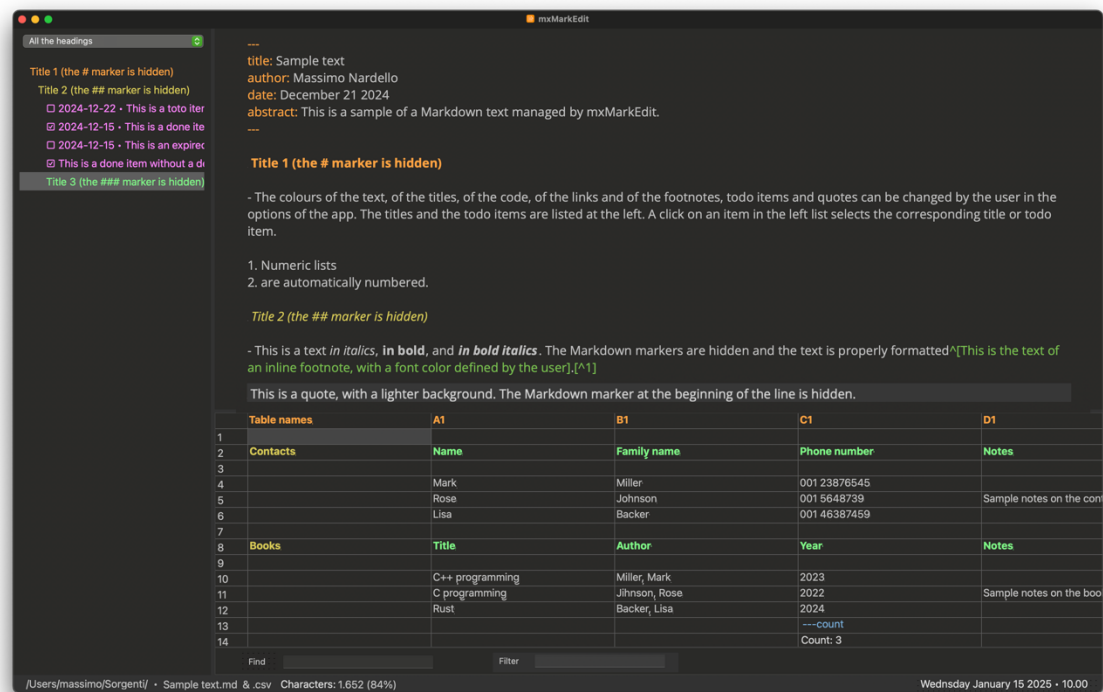 mxMarkEdit
All the headings
Title 1 (the # marker is hidden)
Title 2 (the ## marker is hidden)
2024-12-22 • This is a toto iter
2024-12-15 • This is a done ite
2024-12-15 • This is an expired
This is a done item without a de
Title 3 (the ### marker is hidden)
---
title: Sample text
author: Massimo Nardello
date: December 21 2024
abstract: This is a sample of a Markdown text managed by mxMarkEdit.
---
Title 1 (the # marker is hidden)
- The colours of the text, of the titles, of the code, of the links and of the footnotes, todo items and quotes can be changed by the user in the
options of the app. The titles and the todo items are listed at the left. A click on an item in the left list selects the corresponding title or todo
item.
1. Numeric lists
2. are automatically numbered.
Title 2 (the ## marker is hidden)
- This is a text in italics, in bold, and in bold italics. The Markdown markers are hidden and the text is properly formatted^[This is the text of
an inline footnote, with a font color defined by the user].[^1]
This is a quote, with a lighter background. The Markdown marker at the beginning of the line is hidden.
Table names A1 B1 C1 D1
1
2 Contacts Name Family name Phone number Notes
3
4 Mark Miller 001 23876545
5 Rose Johnson 001 5648739 Sample notes on the cont
6 Lisa Backer 001 46387459
7
8 Books Title Author Year Notes
9
10 C++ programming Miller, Mark 2023
11 C programming Jihnson, Rose 2022 Sample notes on the boo
12 Rust Backer, Lisa 2024
13 ---count
14 Count: 3
Find Filter
/Users/massimo/Sorgenti/ • Sample text.md & .csv Characters: 1.652 (84%) Wednsday January 15 2025 • 10.00